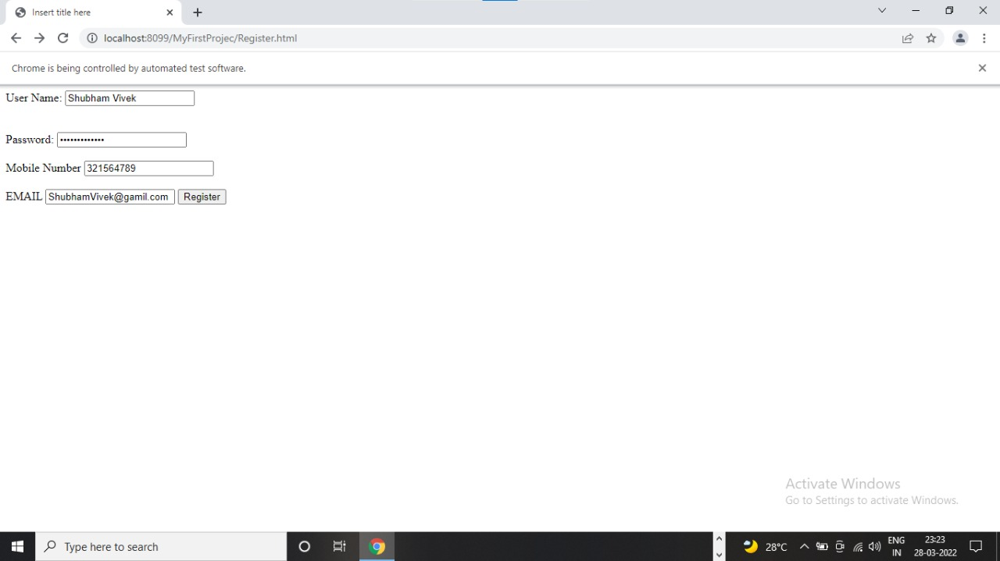 Insert title here
localhost:8099/MyFirstProjec/Register.html
Chrome is being controlled by automated test software.
User Name: Shubham Vivek
Password: •••••••••••••
Mobile Number 321564789
EMAIL ShubhamVivek@gamil.com Register
Activate Windows
Go to Settings to activate Windows.
Type here to search
28°C
ENG
IN
23:23
28-03-2022